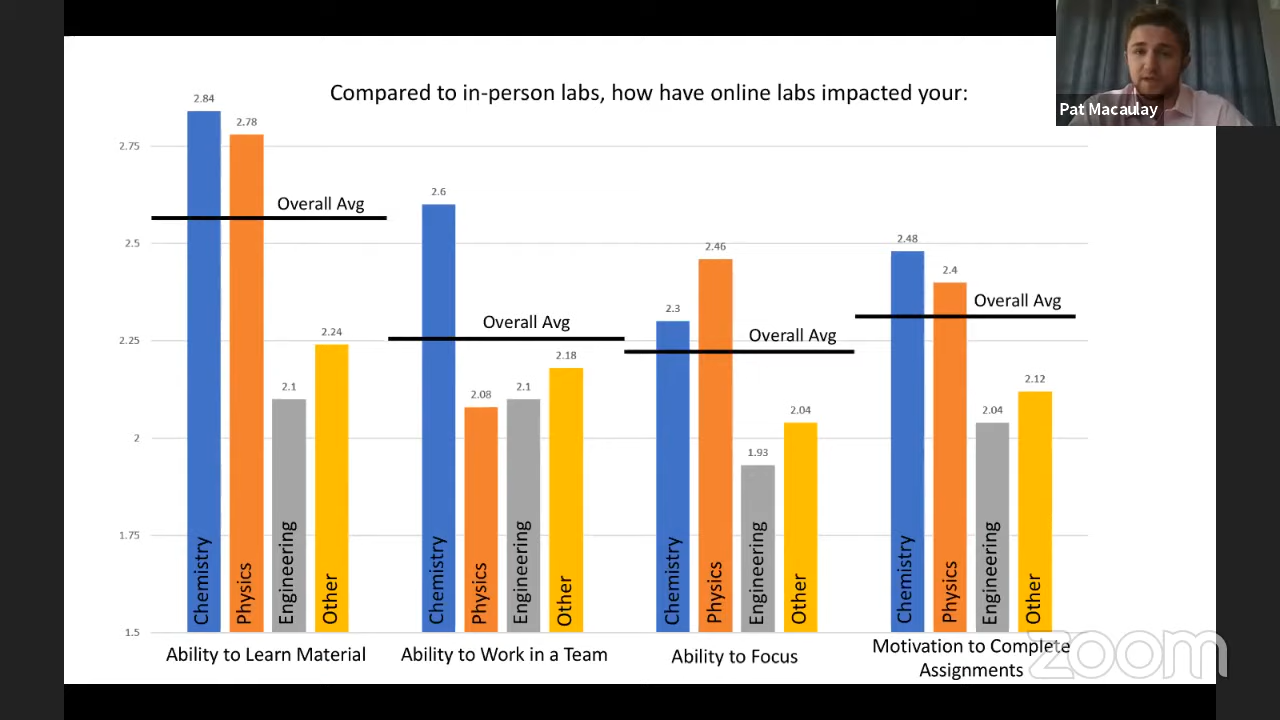 Pat Macaulay
Compared to in-person labs, how have online labs impacted your:
2.75
2.5
2.25
2
1.75
1.5
2.84
2.78
2.1
2.24
Overall Avg
Chemistry
Physics
Engineering
Other
Ability to Learn Material
2.6
2.08
2.1
2.18
Overall Avg
Chemistry
Physics
Engineering
Other
Ability to Work in a Team
2.3
2.46
1.93
2.04
Overall Avg
Chemistry
Physics
Engineering
Other
Ability to Focus
2.48
2.4
2.04
2.12
Overall Avg
Chemistry
Physics
Engineering
Other
Motivation to Complete
Assignments
zoom